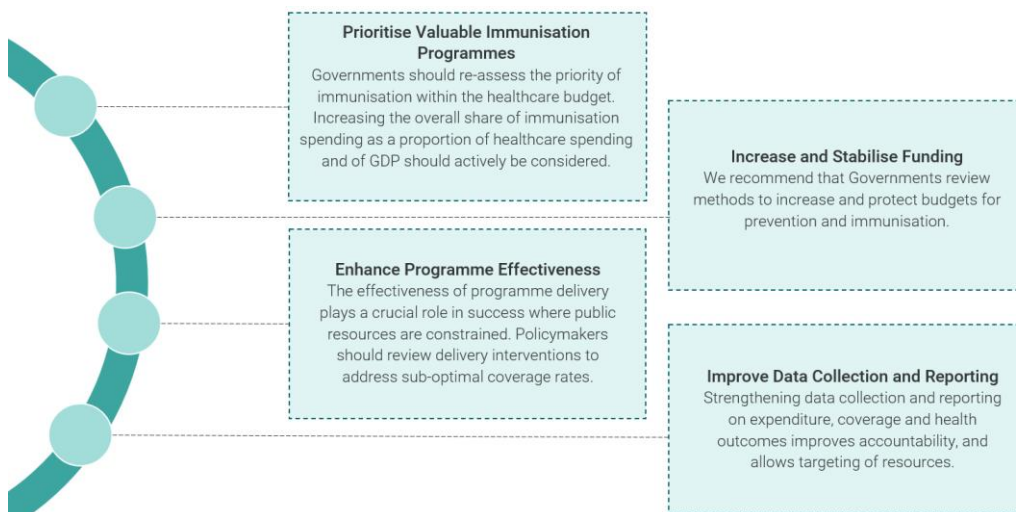 Prioritise Valuable Immunisation
Programmes
Governments should re-assess the priority of
immunisation within the healthcare budget.
Increasing the overall share of immunisation
spending as a proportion of healthcare spending
and of GDP should actively be considered.
Increase and Stabilise Funding
We recommend that Governments review
methods to increase and protect budgets for
prevention and immunisation.
Enhance Programme Effectiveness
The effectiveness of programme delivery
plays a crucial role in success where public
resources are constrained. Policymakers
should review delivery interventions to
address sub-optimal coverage rates.
Improve Data Collection and Reporting
Strengthening data collection and reporting
on expenditure, coverage and health
outcomes improves accountability, and
allows targeting of resources.